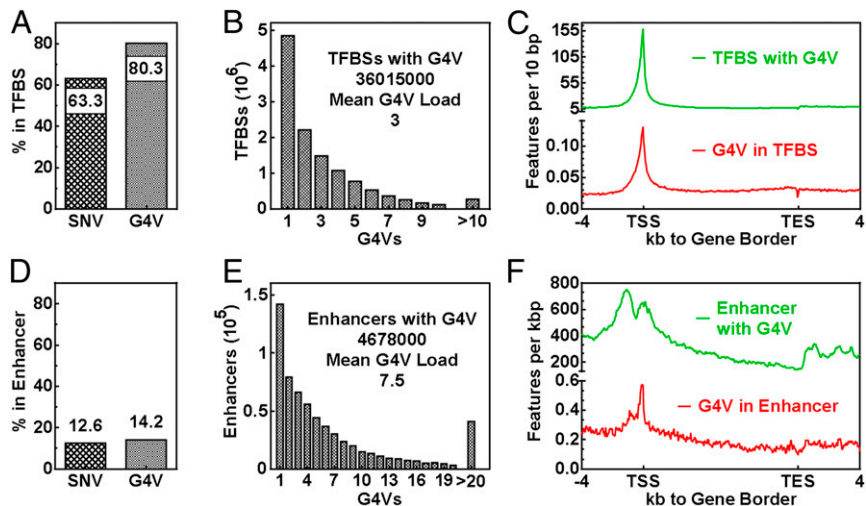 A
% in TFBS
80
60
40
20
0
63.3
80.3
SNV
G4V
B
TFBSs (10^6)
5
4
3
2
1
0
TFBSs with G4V
36015000
Mean G4V Load
3
1
3
5
7
9
>10
G4Vs
C
Features per 10 bp
155
105
55
5
0.10
0.05
0.00
TFBS with G4V
G4V in TFBS
-4
TSS
TES
4
kb to Gene Border
D
% in Enhancer
80
60
40
20
0
12.6
14.2
SNV
G4V
E
Enhancers (10^5)
1.5
1
0.5
0
Enhancers with G4V
4678000
Mean G4V Load
7.5
1
4
7
10
13
16
19
>20
G4Vs
F
Features per kbp
800
600
400
200
0.6
0.4
0.2
0.0
Enhancer
with G4V
G4V in Enhancer
-4
TSS
TES
4
kb to Gene Border